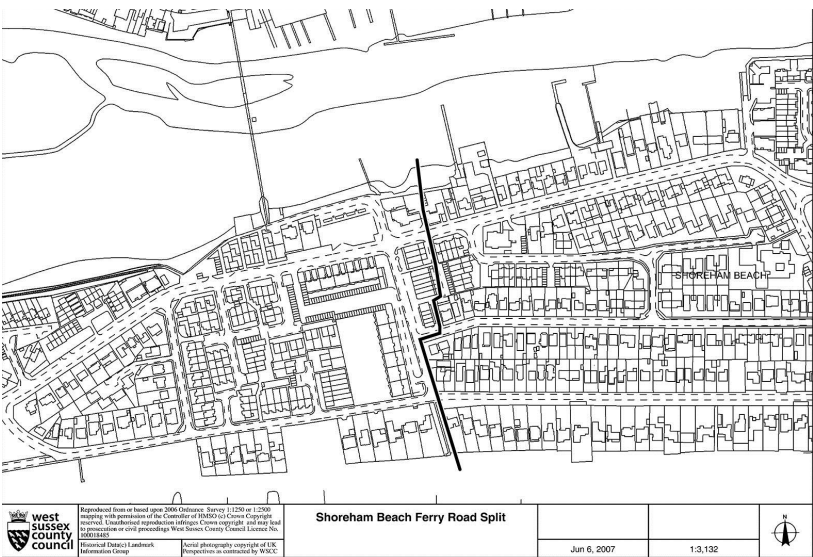 SHOREHAM BEACH
west
sussex
county
council
Reproduced from or based upon 2006 Ordnance Survey 1:1250 or 1:2500
mapping with permission of the Controller of HMSO (c) Crown Copyright
reserved. Unauthorised reproduction infringes Crown copyright and may lead
to prosecution or civil proceedings West Sussex County Council Licence No.
100018485
Historical Data(c) Landmark
Information Group
Aerial photography copyright of UK
Perspectives as contracted by WSCC
Shoreham Beach Ferry Road Split
Jun 6, 2007
1:3,132
N